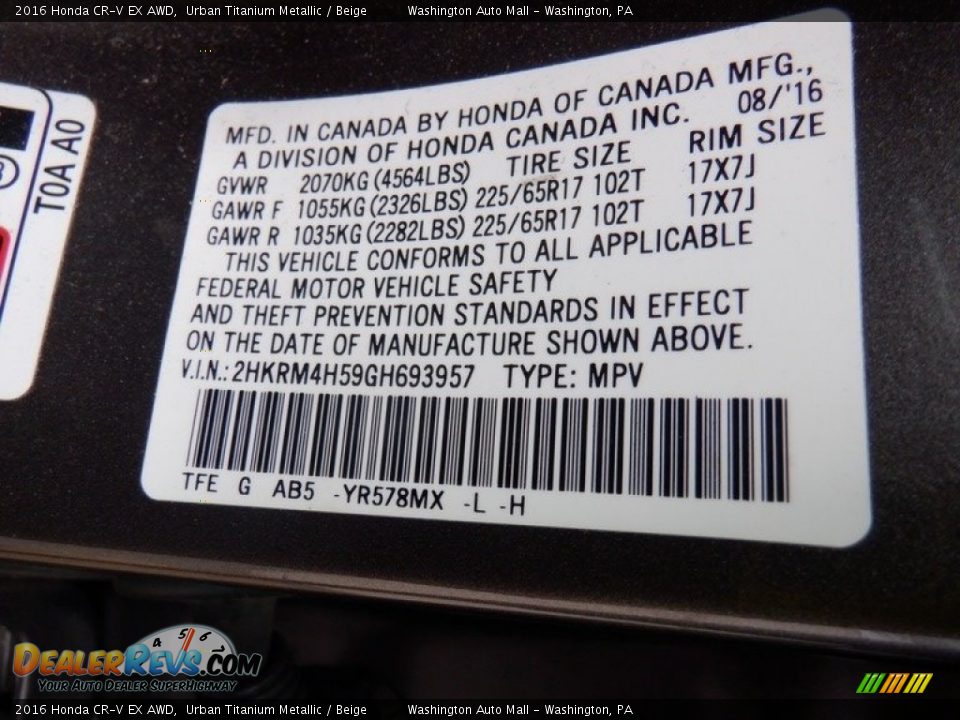 2016 Honda CR-V EX AWD, Urban Titanium Metallic / Beige Washington Auto Mall - Washington, PA
T0A A0
MFD. IN CANADA BY HONDA OF CANADA MFG.,
A DIVISION OF HONDA CANADA INC. 08/'16
GVWR 2070KG (4564LBS) TIRE SIZE RIM SIZE
GAWR F 1055KG (2326LBS) 225/65R17 102T 17X7J
GAWR R 1035KG (2282LBS) 225/65R17 102T 17X7J
THIS VEHICLE CONFORMS TO ALL APPLICABLE
FEDERAL MOTOR VEHICLE SAFETY
AND THEFT PREVENTION STANDARDS IN EFFECT
ON THE DATE OF MANUFACTURE SHOWN ABOVE.
V.I.N.: 2HKRM4H59GH693957 TYPE: MPV
TFE G AB5 -YR578MX -L -H
4 5 6
DEALERREVS.COM
YOUR AUTO DEALER SUPERHIGHWAY
2016 Honda CR-V EX AWD, Urban Titanium Metallic / Beige Washington Auto Mall - Washington, PA